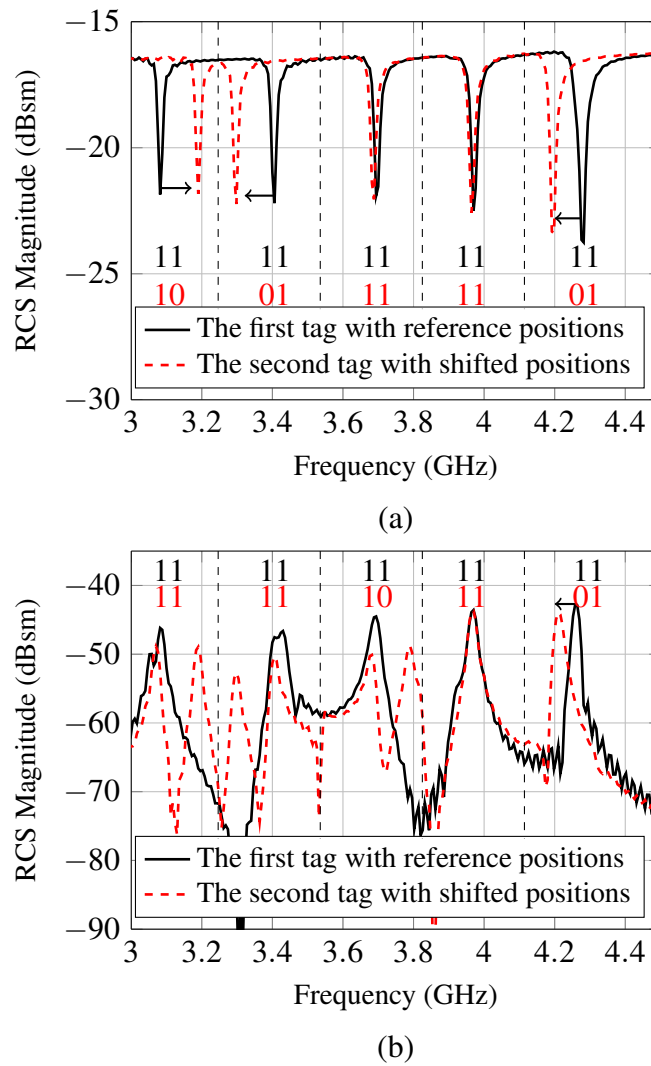 −15
−20
−25
−30
RCS Magnitude (dBsm)
11 11 11 11 11
10 01 11 11 01
The first tag with reference positions
The second tag with shifted positions
3 3.2 3.4 3.6 3.8 4 4.2 4.4
Frequency (GHz)
(a)
−40
−50
−60
−70
−80
−90
RCS Magnitude (dBsm)
11 11 11 11 11
11 11 10 11 01
The first tag with reference positions
The second tag with shifted positions
3 3.2 3.4 3.6 3.8 4 4.2 4.4
Frequency (GHz)
(b)